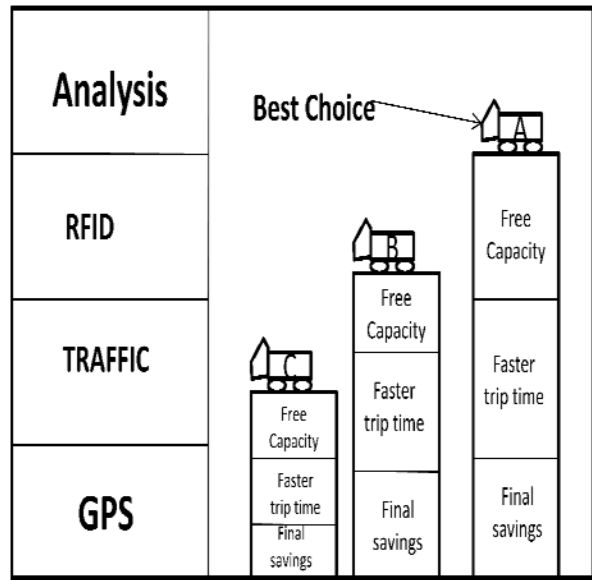 Analysis
RFID
TRAFFIC
GPS
Best Choice
A
Free
Capacity
Faster
trip time
Final
savings
B
Free
Capacity
Faster
trip time
Final
savings
C
Free
Capacity
Faster
trip time
Final
savings